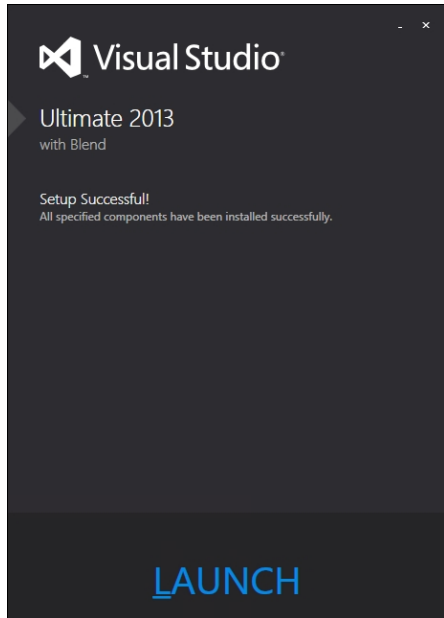 Visual Studio
Ultimate 2013
with Blend
Setup Successful!
All specified components have been installed successfully.
LAUNCH